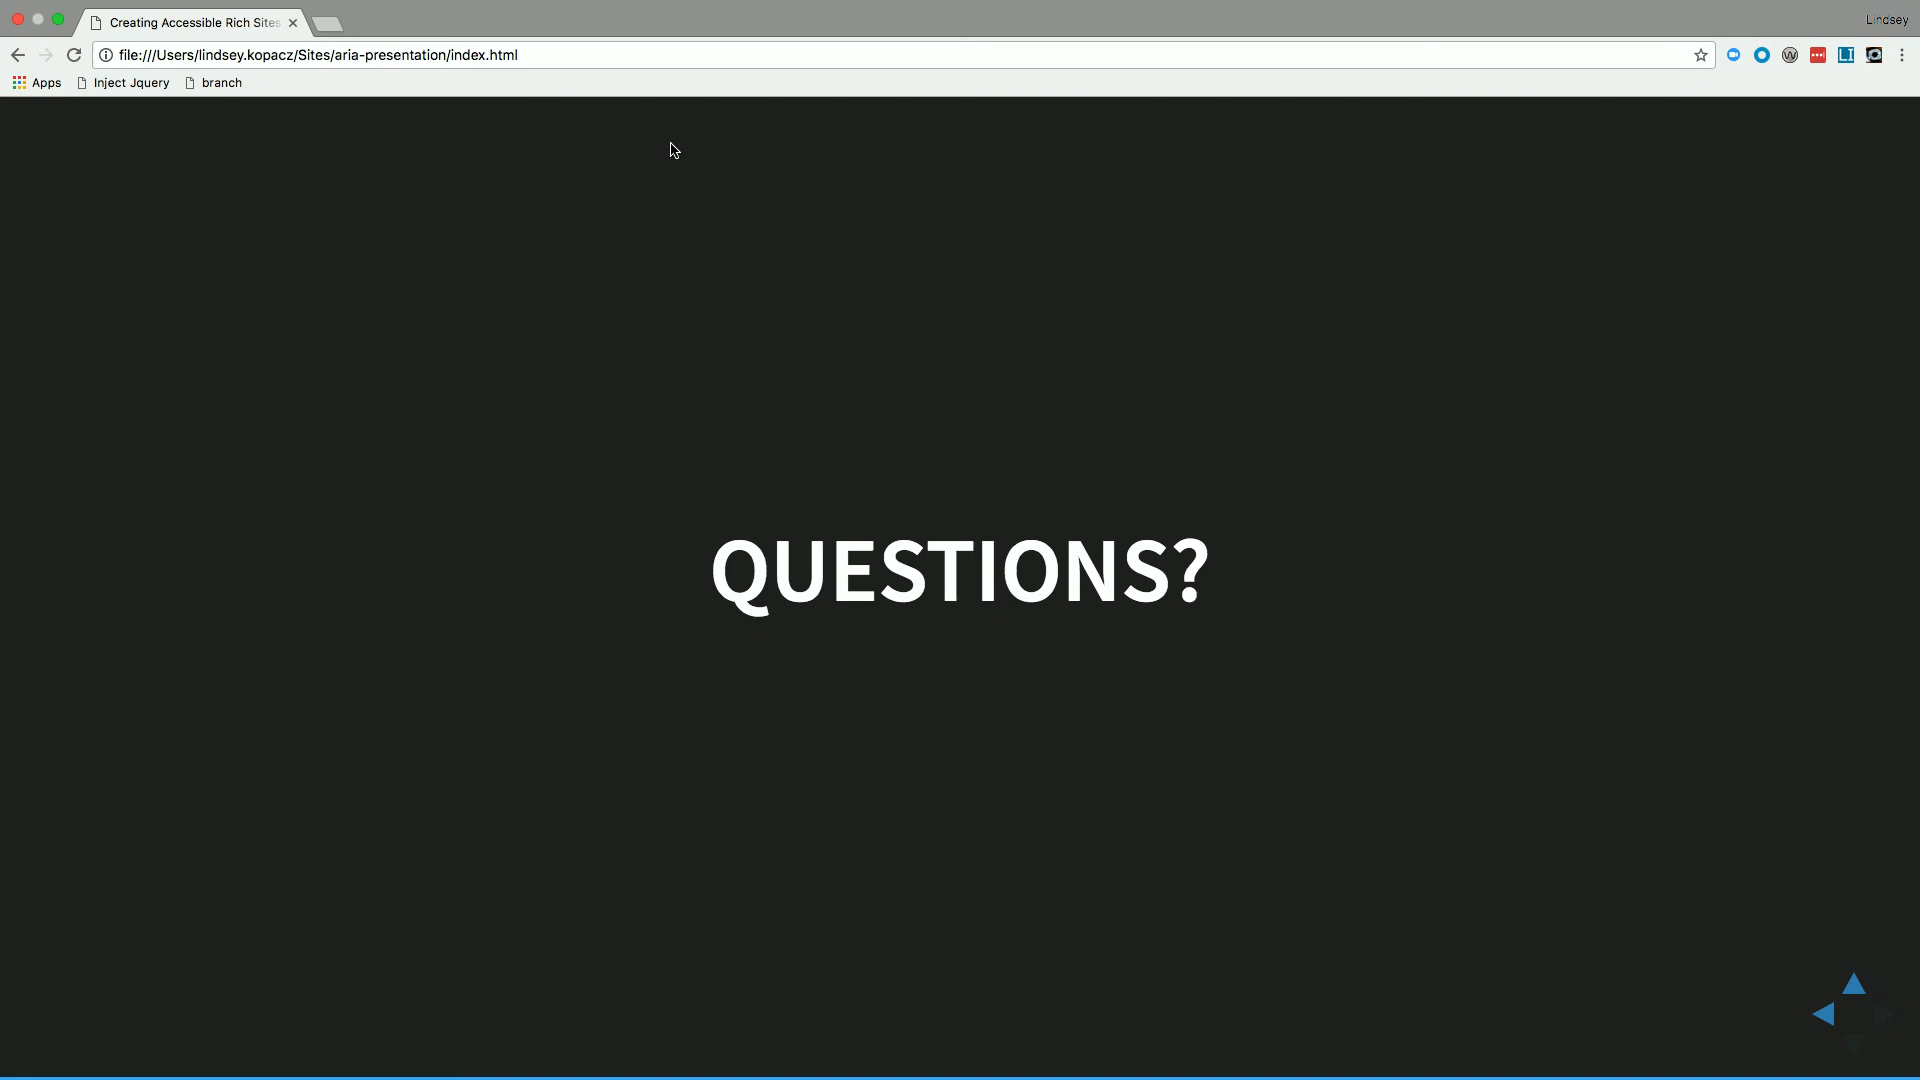 Creating Accessible Rich Sites
Lindsey
file:///Users/lindsey.kopacz/Sites/aria-presentation/index.html
Apps
Inject Jquery
branch
QUESTIONS?